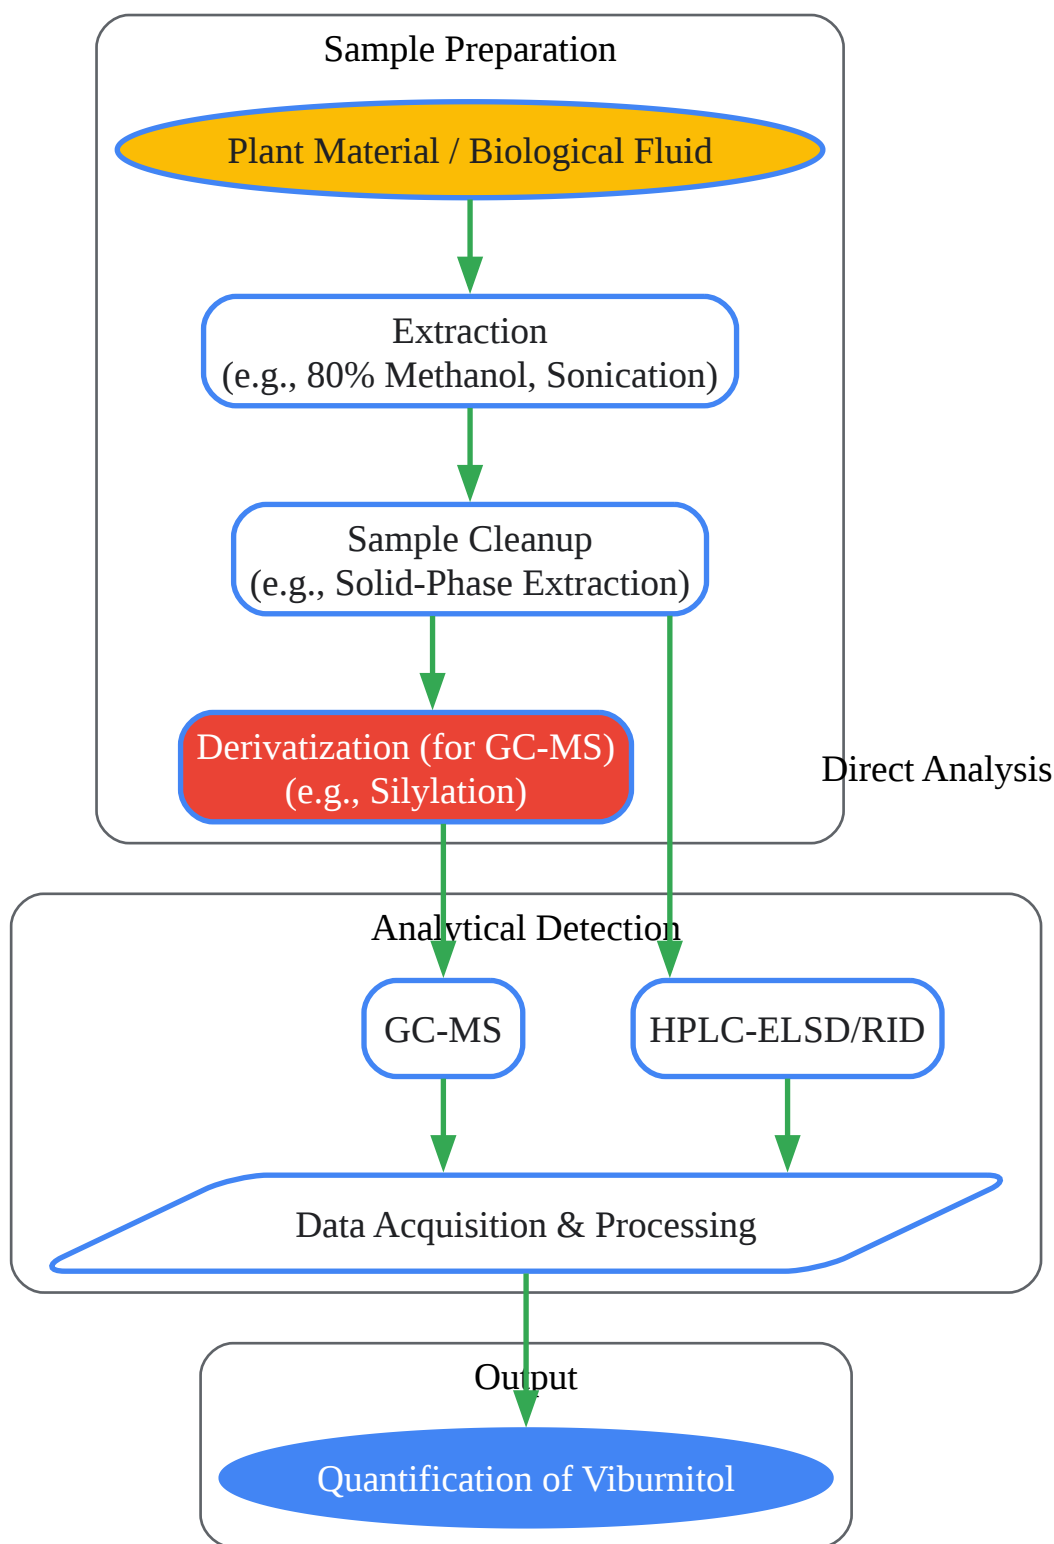 Sample Preparation
Plant Material / Biological Fluid
Extraction
(e.g., 80% Methanol, Sonication)
Sample Cleanup
(e.g., Solid-Phase Extraction)
Derivatization (for GC-MS)
(e.g., Silylation)
Direct Analysis
Analytical Detection
GC-MS
HPLC-ELSD/RID
Data Acquisition & Processing
Output
Quantification of Viburnitol